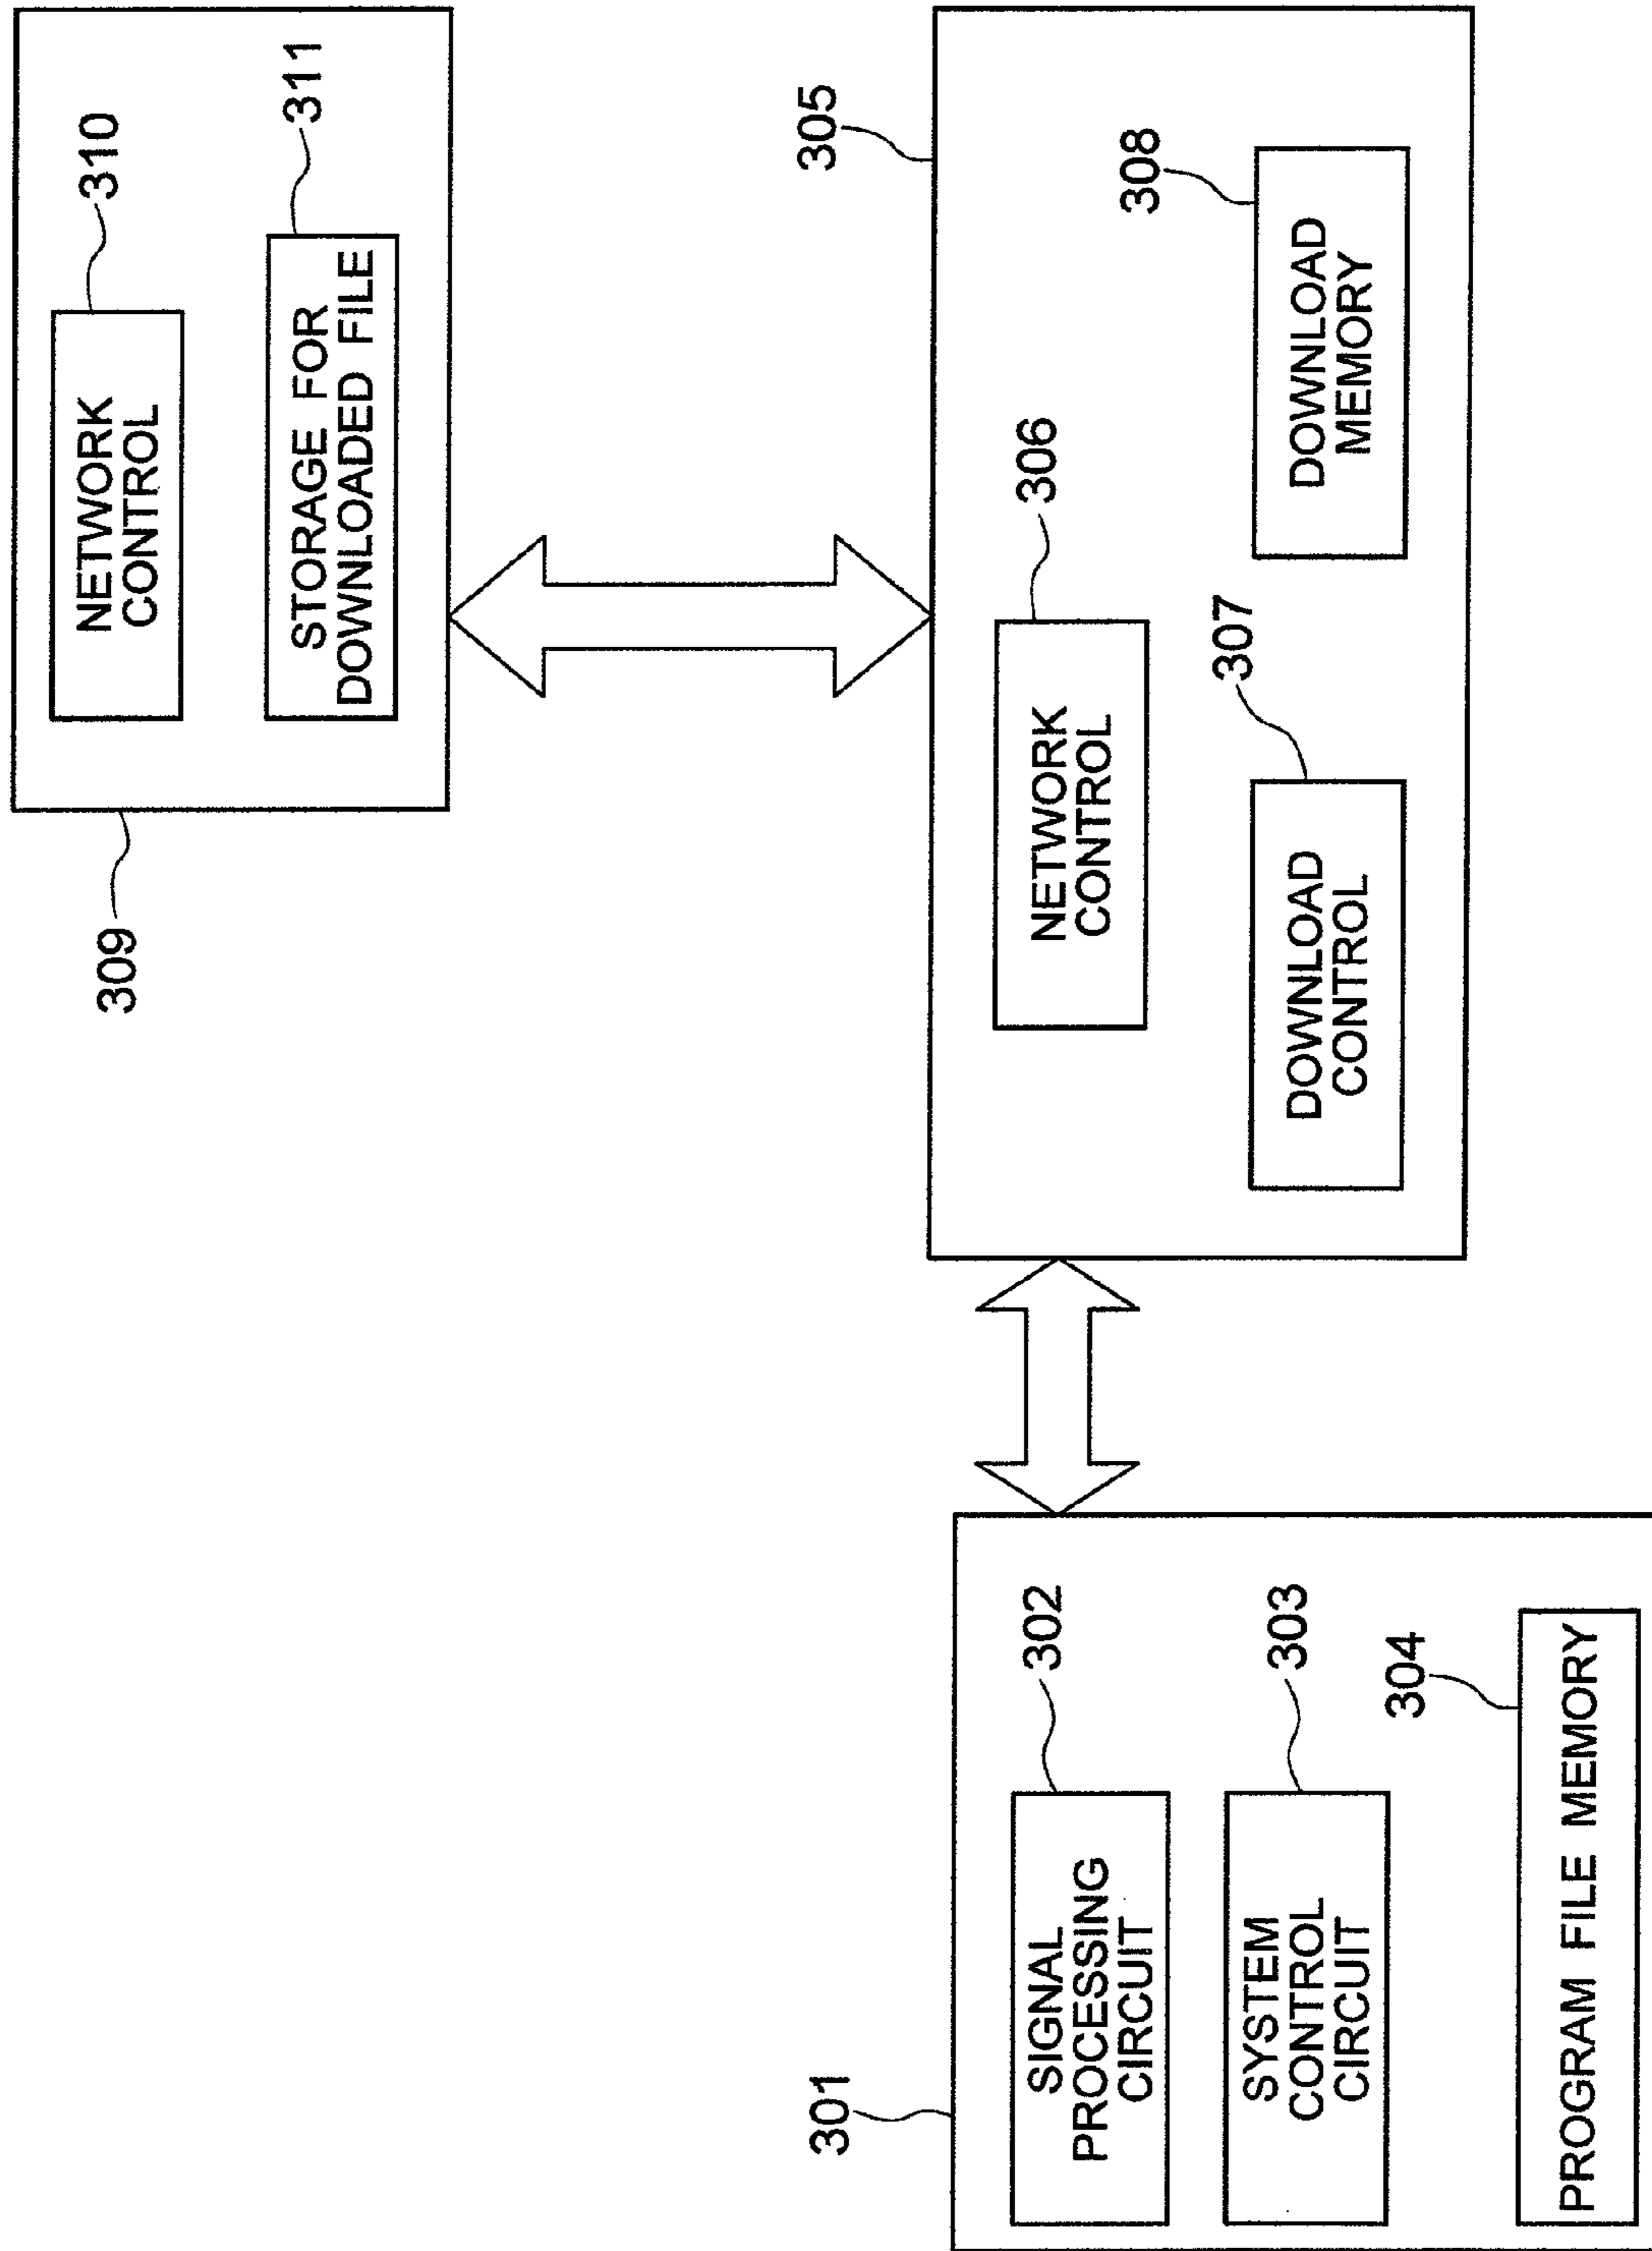 309
NETWORK
CONTROL
310
STORAGE FOR
DOWNLOADED FILE
311
301
SIGNAL
PROCESSING
CIRCUIT
302
SYSTEM
CONTROL
CIRCUIT
303
PROGRAM FILE MEMORY
304
305
NETWORK
CONTROL
306
DOWNLOAD
CONTROL
307
DOWNLOAD
MEMORY
308